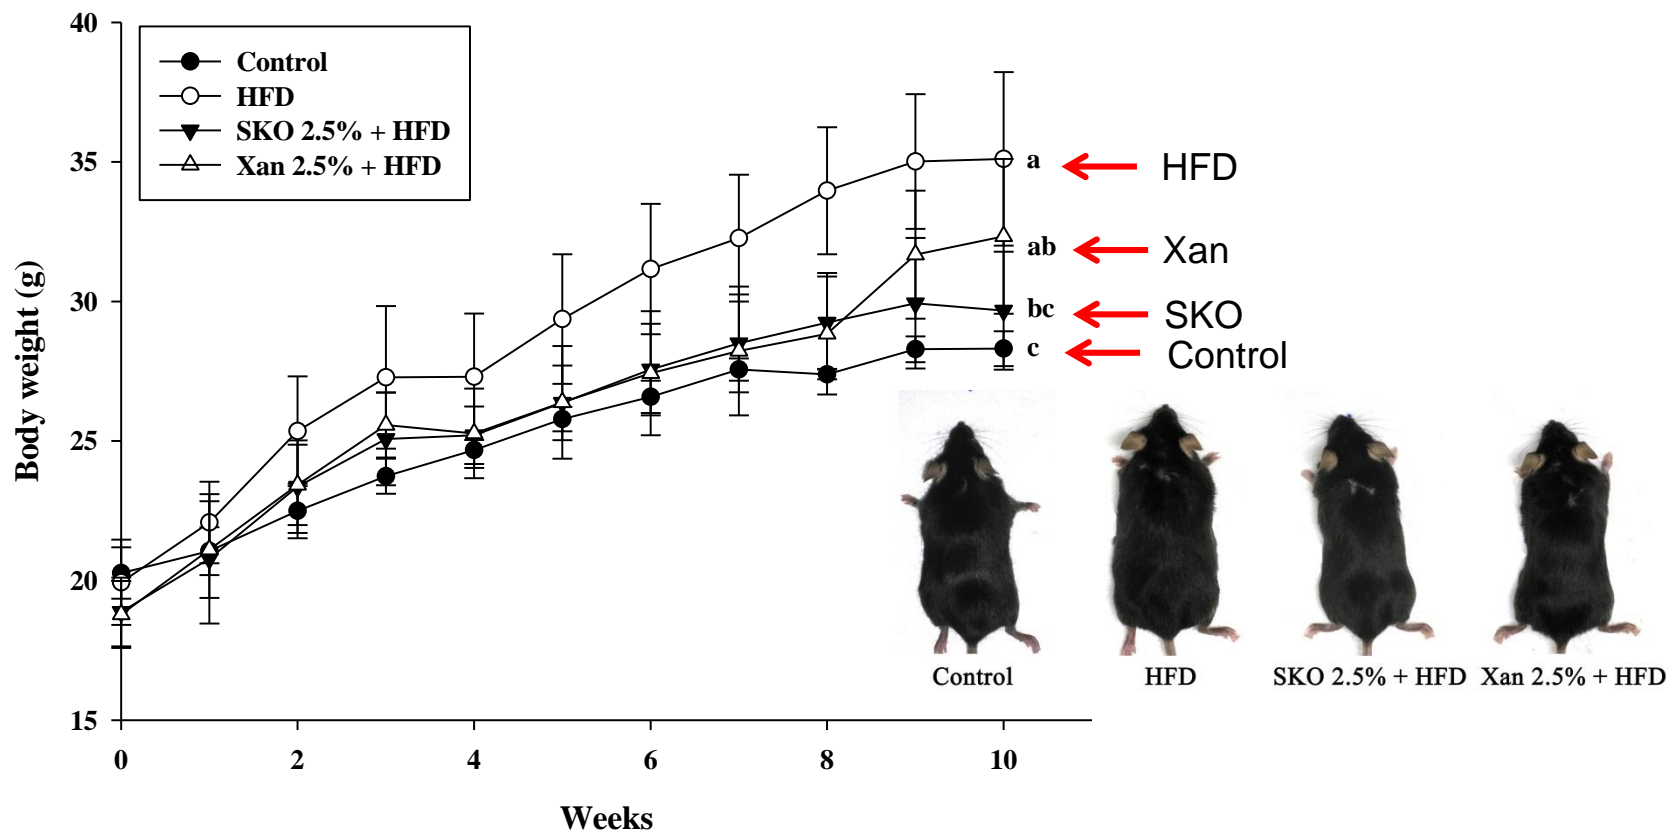 Body weight (g)
40
35
30
25
20
15
Control
HFD
SKO 2.5% + HFD
Xan 2.5% + HFD
a
HFD
ab
Xan
bc
SKO
c
Control
Control
HFD
SKO 2.5% + HFD
Xan 2.5% + HFD
0
2
4
6
8
10
Weeks